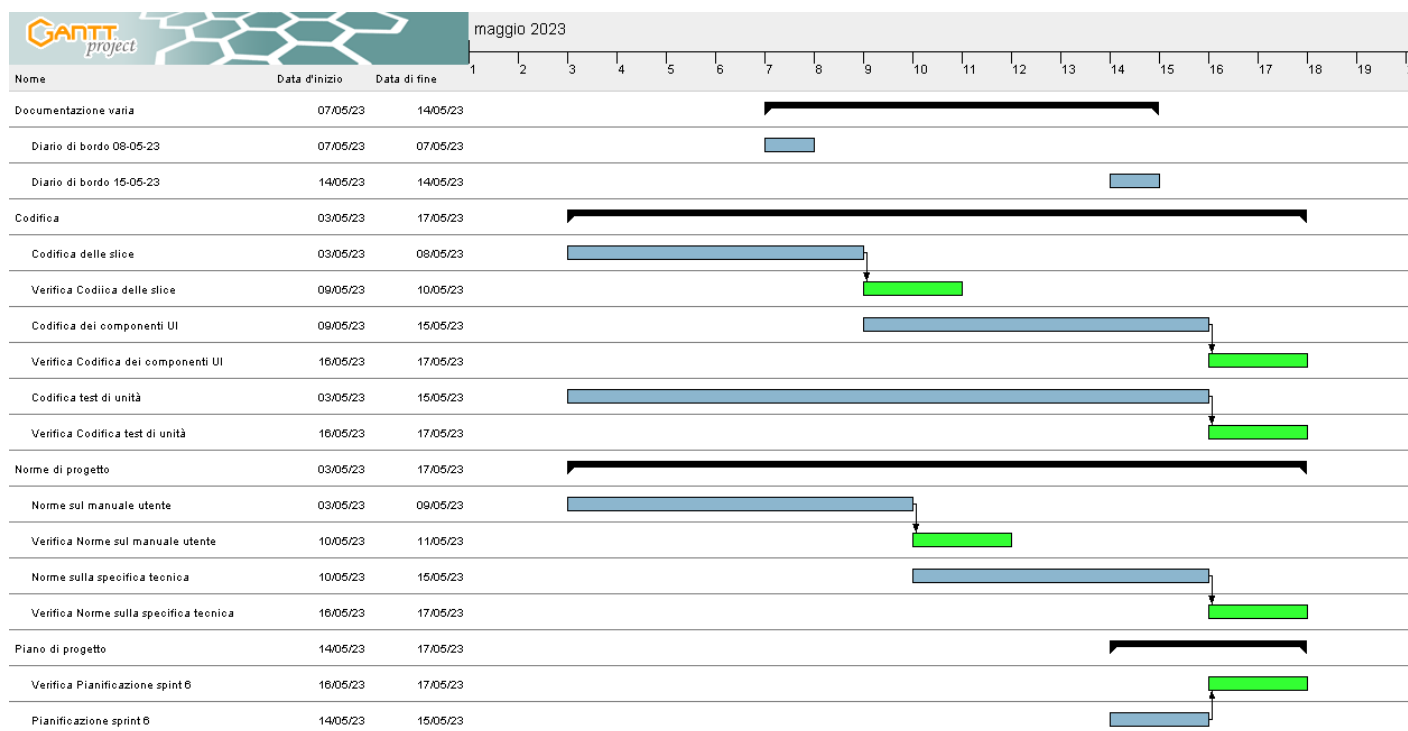 GANTT project
maggio 2023
Nome Data d'inizio Data di fine 1 2 3 4 5 6 7 8 9 10 11 12 13 14 15 16 17 18 19
Documentazione varia 07/05/23 14/05/23
Diario di bordo 08-05-23 07/05/23 07/05/23
Diario di bordo 15-05-23 14/05/23 14/05/23
Codifica 03/05/23 17/05/23
Codifica delle slice 03/05/23 08/05/23
Verifica Codiica delle slice 09/05/23 10/05/23
Codifica dei componenti UI 09/05/23 15/05/23
Verifica Codifica dei componenti UI 16/05/23 17/05/23
Codifica test di unità 03/05/23 15/05/23
Verifica Codifica test di unità 16/05/23 17/05/23
Norme di progetto 03/05/23 17/05/23
Norme sul manuale utente 03/05/23 09/05/23
Verifica Norme sul manuale utente 10/05/23 11/05/23
Norme sulla specifica tecnica 10/05/23 15/05/23
Verifica Norme sulla specifica tecnica 16/05/23 17/05/23
Piano di progetto 14/05/23 17/05/23
Verifica Pianificazione spint 6 16/05/23 17/05/23
Pianificazione sprint 6 14/05/23 15/05/23